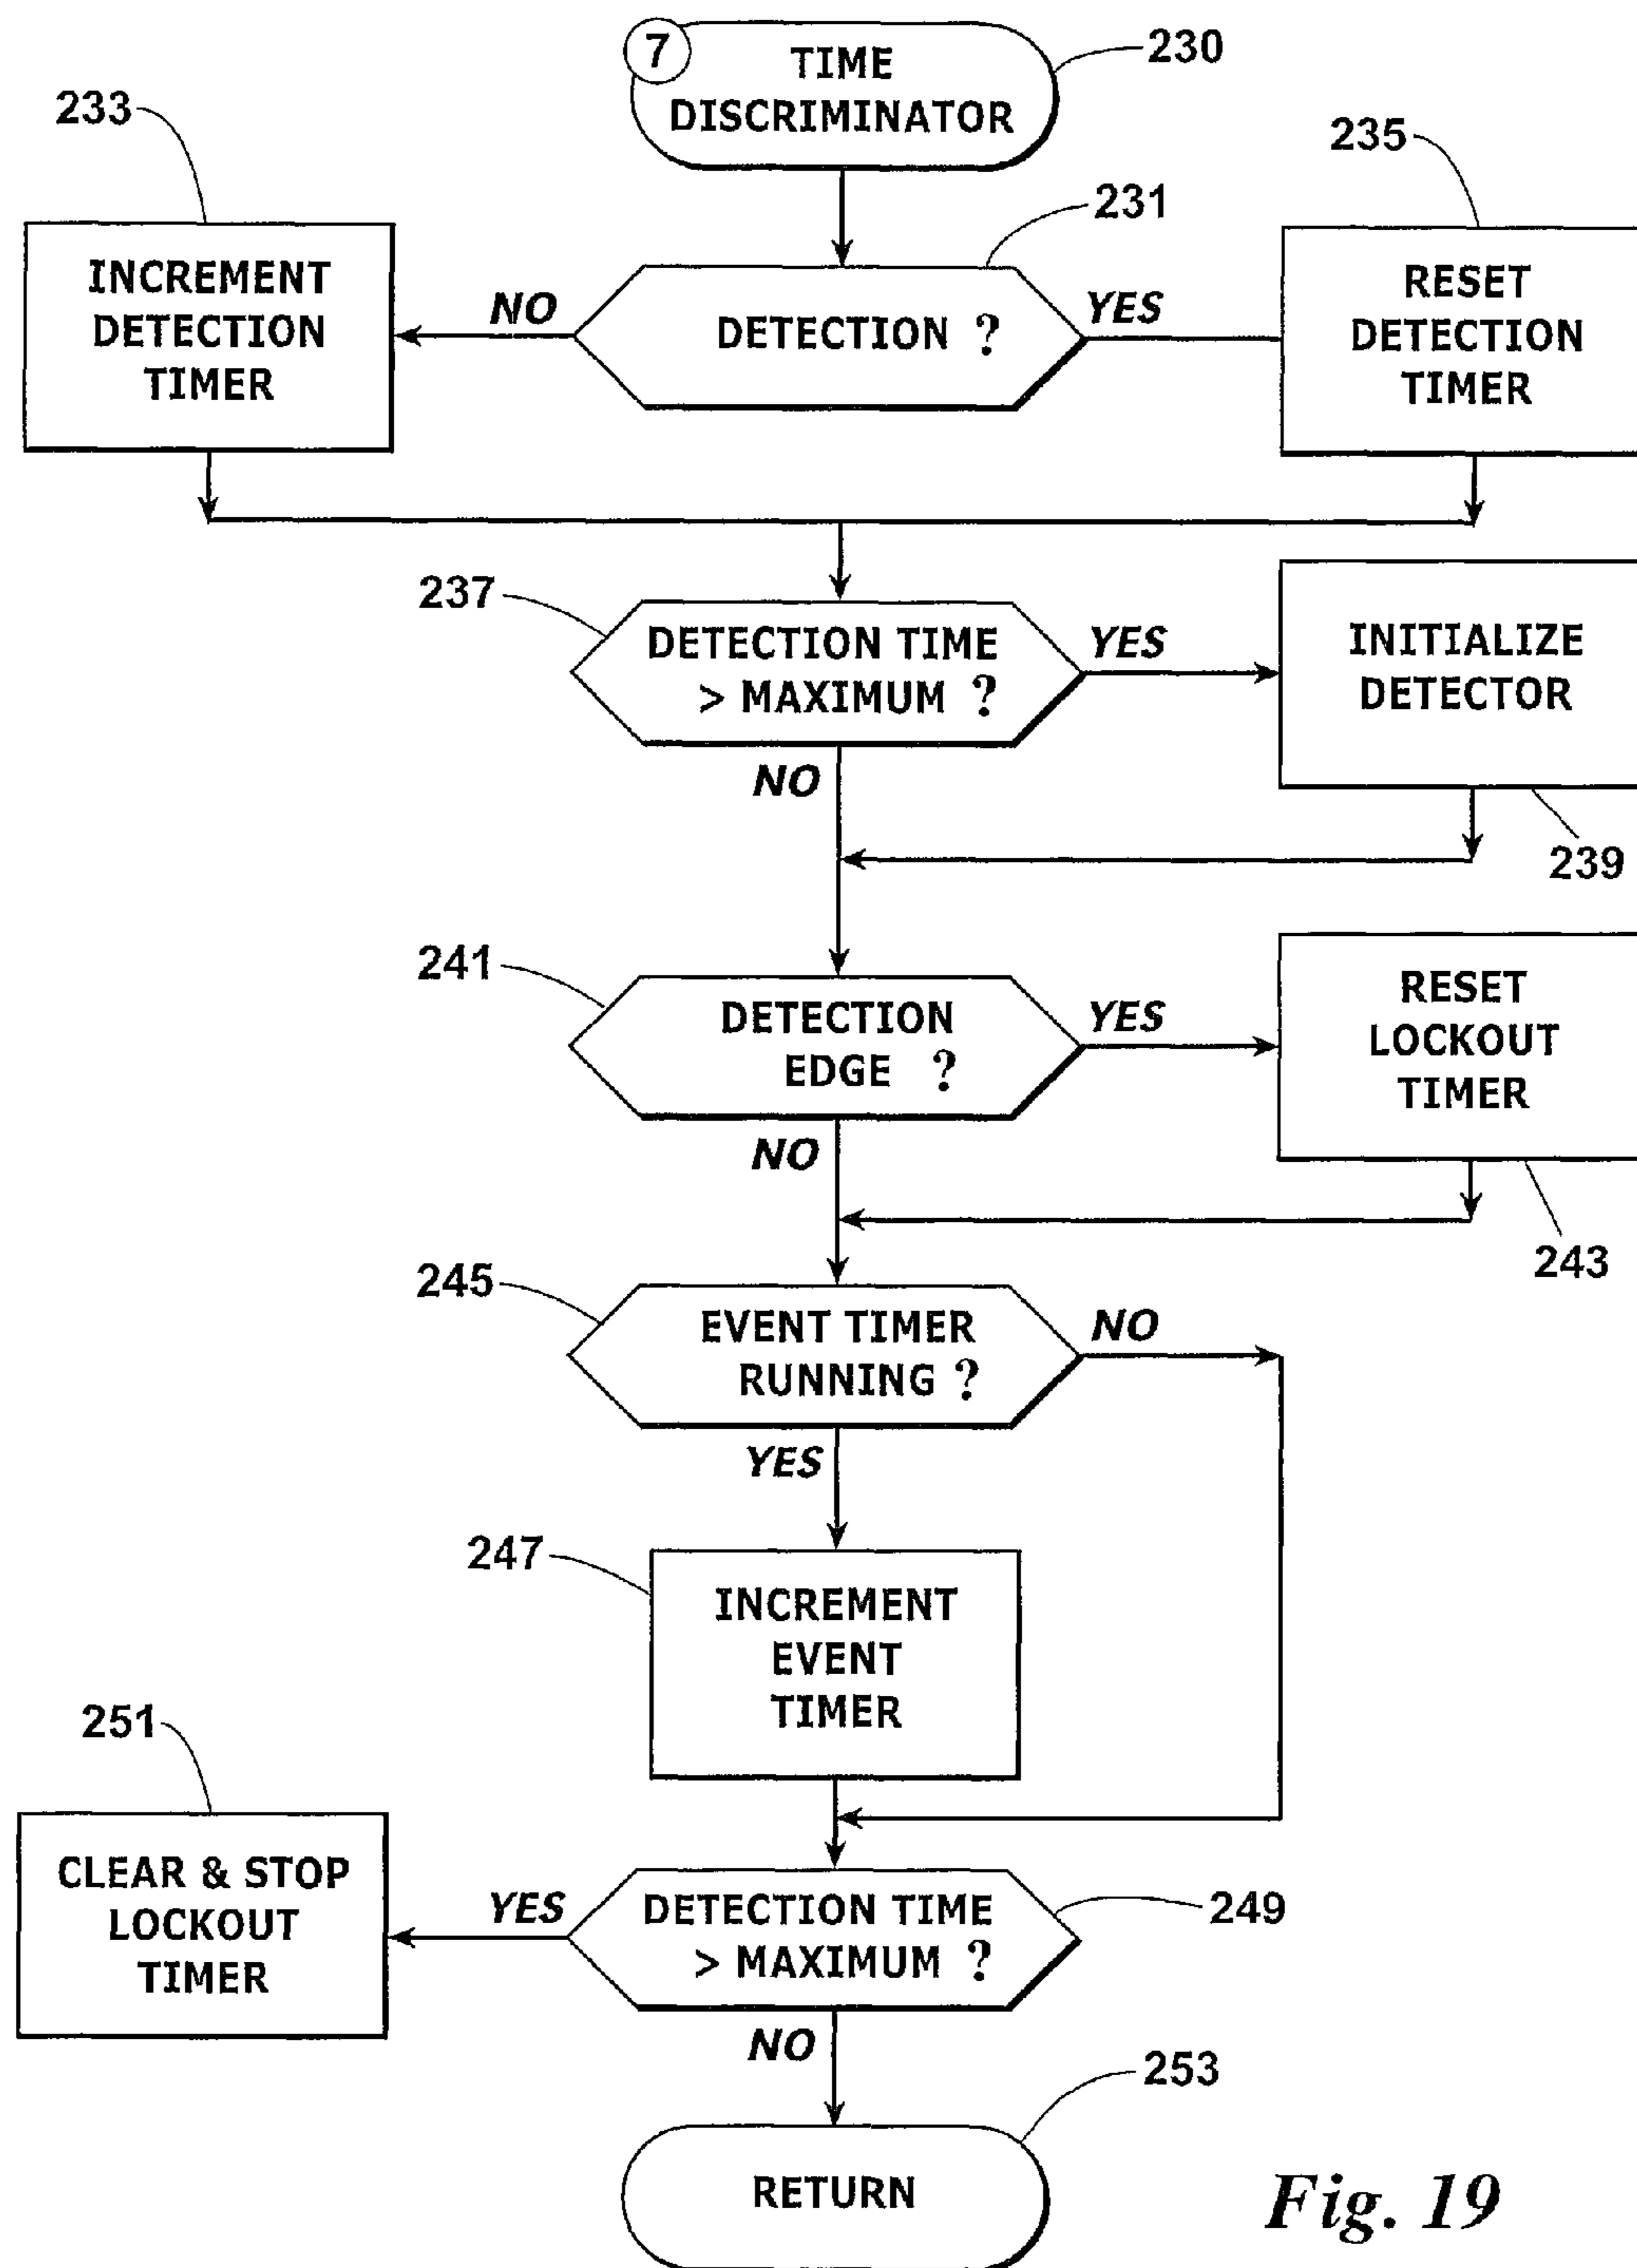 7
TIME
DISCRIMINATOR
230
233
235
231
INCREMENT
DETECTION
TIMER
NO
DETECTION ?
YES
RESET
DETECTION
TIMER
237
DETECTION TIME
> MAXIMUM ?
YES
INITIALIZE
DETECTOR
NO
239
241
DETECTION
EDGE ?
YES
RESET
LOCKOUT
TIMER
NO
243
245
EVENT TIMER
RUNNING ?
NO
YES
247
INCREMENT
EVENT
TIMER
251
CLEAR & STOP
LOCKOUT
TIMER
YES
DETECTION TIME
> MAXIMUM ?
249
NO
253
RETURN
Fig. 19